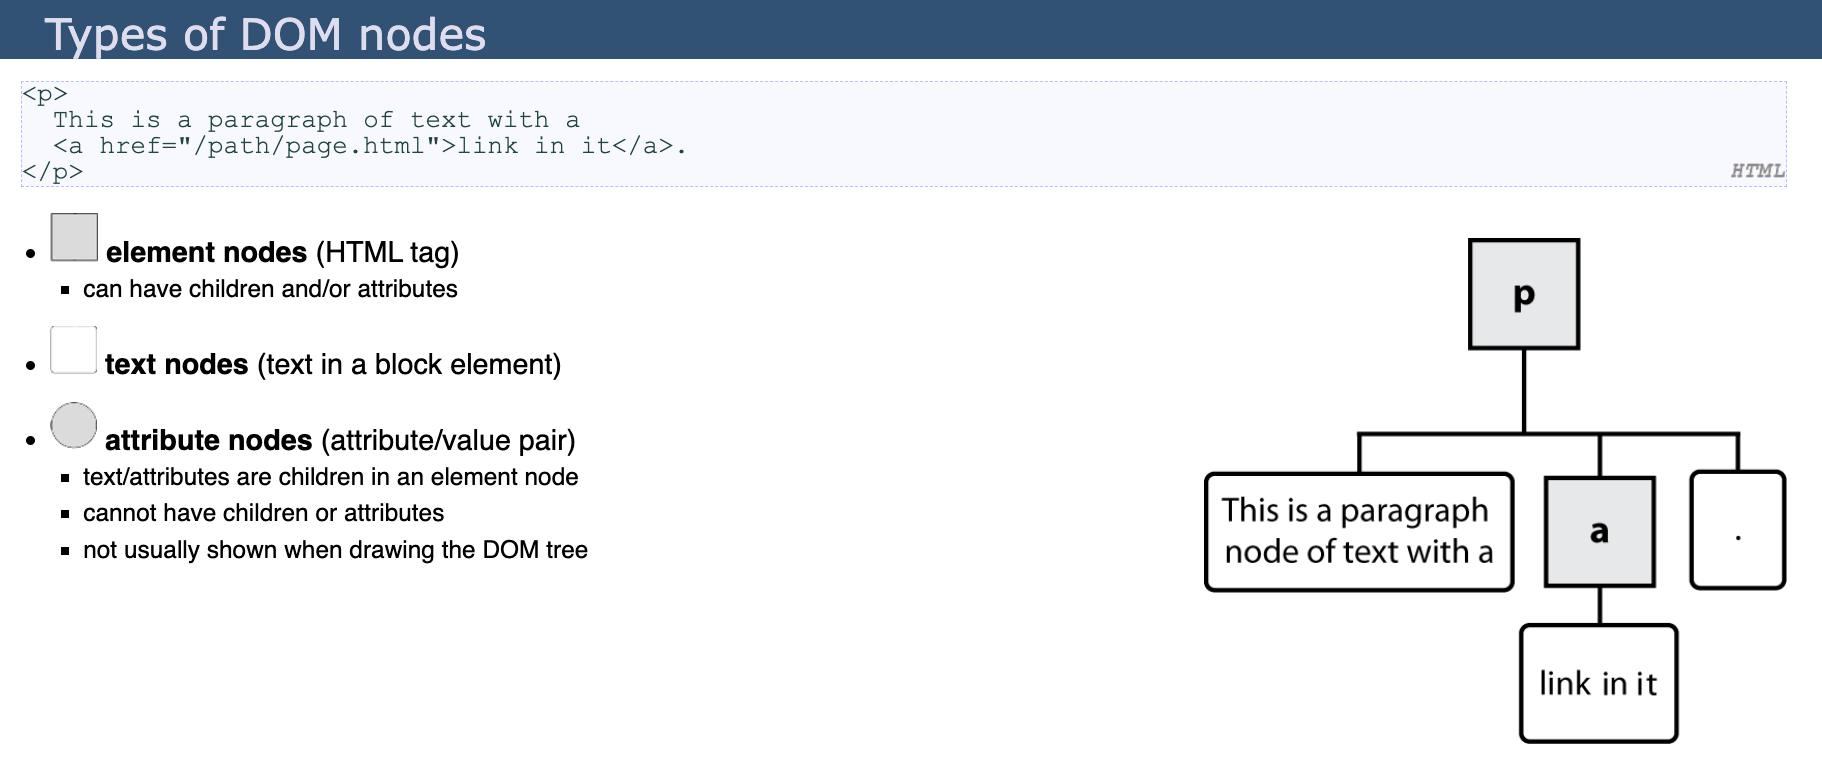 Types of DOM nodes
<p>
This is a paragraph of text with a
<a href="/path/page.html">link in it</a>.
</p>
HTML
element nodes (HTML tag)
can have children and/or attributes
text nodes (text in a block element)
attribute nodes (attribute/value pair)
text/attributes are children in an element node
cannot have children or attributes
not usually shown when drawing the DOM tree
p
This is a paragraph
node of text with a
a
.
link in it